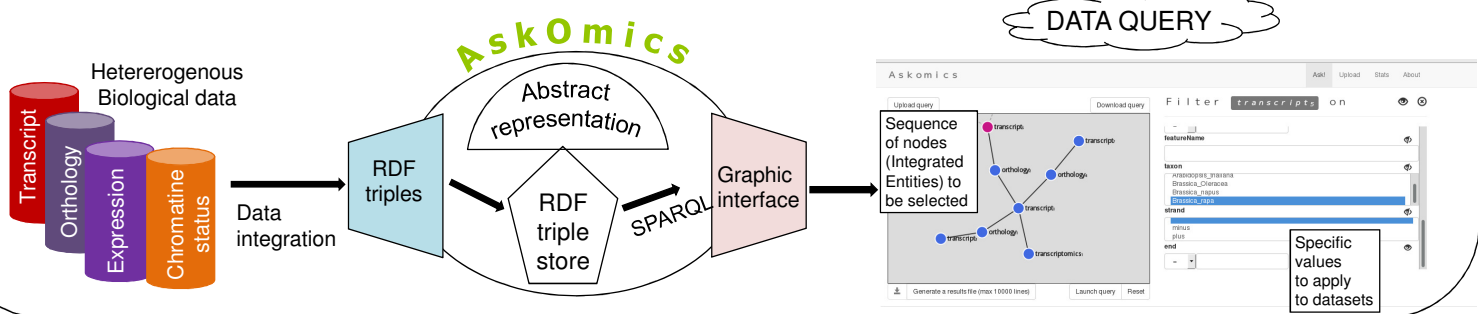 Hetererogenous
Biological data
Transcript
Orthology
Expression
Chromatine
status
Data
integration
AskOmics
RDF
triples
Abstract
representation
RDF
triple
store
SPARQL
Graphic
interface
DATA QUERY
Askomics
Ask!
Upload
Stats
About
Upload query
Download query
Sequence
of nodes
(Integrated
Entities) to
be selected
transcript
transcript
orthology
orthology
transcript
transcript
orthology
transcriptomics
Generate a results file (max 10000 lines)
Launch query
Reset
Filter transcripts on
featureName
taxon
Arabidopsis_thaliana
Brassica_Oleracea
Brassica_napus
Brassica_rapa
strand
minus
plus
end
Specific
values
to apply
to datasets